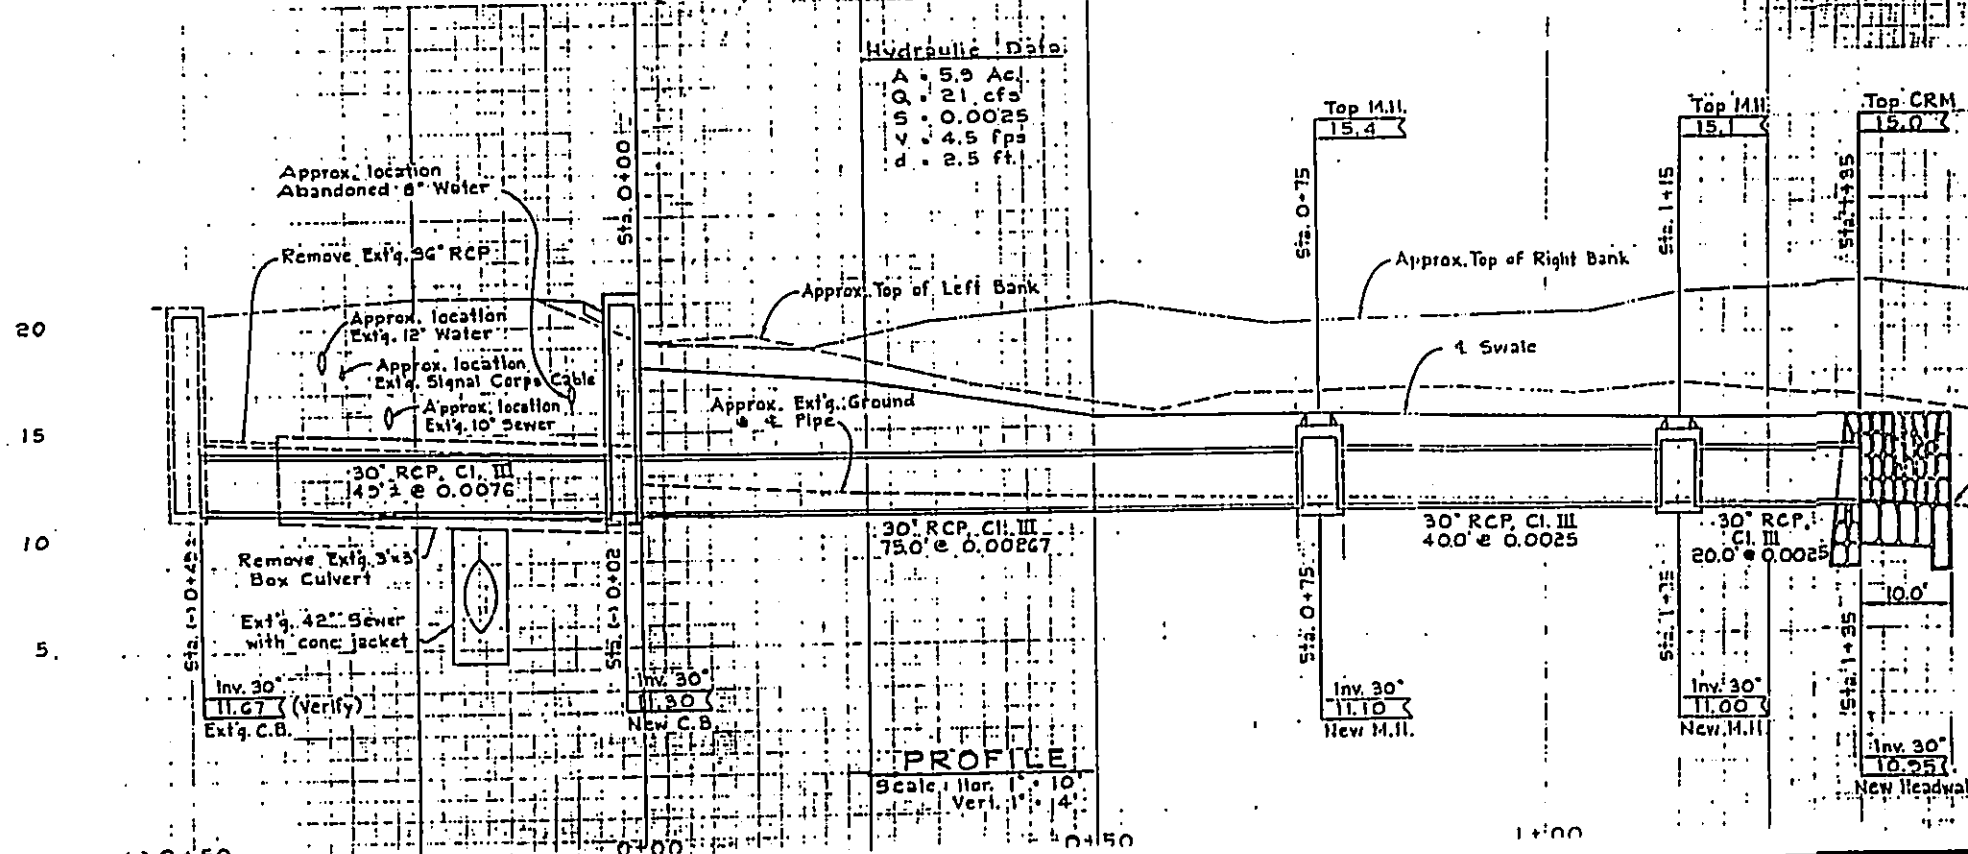 Hydraulic Data
A = 5.9 Ac.
Q = 21 cfs
S = 0.0025
V = 4.5 fps
d = 2.5 ft.
Top M.H.
15.4
Top M.H.
15.1
Top CRM
15.0
Sta. 0+00
Sta. 0+75
Sta. 1+15
Sta. 1+35
Approx. location
Abandoned 8" Water
Remove Ext'g. 36" RCP
Approx. Top of Left Bank
Approx. Top of Right Bank
Approx. location
Ext'g. 12" Water
Approx. location
Ext'g. Signal Corps Cable
Approx. location
Ext'g. 10" Sewer
Approx. Ext'g. Ground
@ ℄ Pipe
℄ Swale
20
15
10
5
30" RCP, Cl. III
45'± @ 0.0076
30" RCP, Cl. III
75.0' @ 0.00267
30" RCP, Cl. III
40.0' @ 0.0025
30" RCP,
Cl. III
20.0' @ 0.0025
Remove Ext'g. 3'x3'
Box Culvert
Ext'g. 42" Sewer
with conc. jacket
Sta. (-) 0+45±
Sta. (-) 0+02
Sta. 0+75
Sta. 1+35
10.0'
Inv. 30"
11.67 (Verify)
Ext'g. C.B.
Inv. 30"
11.30
New C.B.
Inv. 30"
11.10
New M.H.
Inv. 30"
11.00
New M.H.
Inv. 30"
10.95
New Headwal
PROFILE
Scale: Hor. 1" = 10'
Vert. 1" = 4'
0+00
0+50
1+00